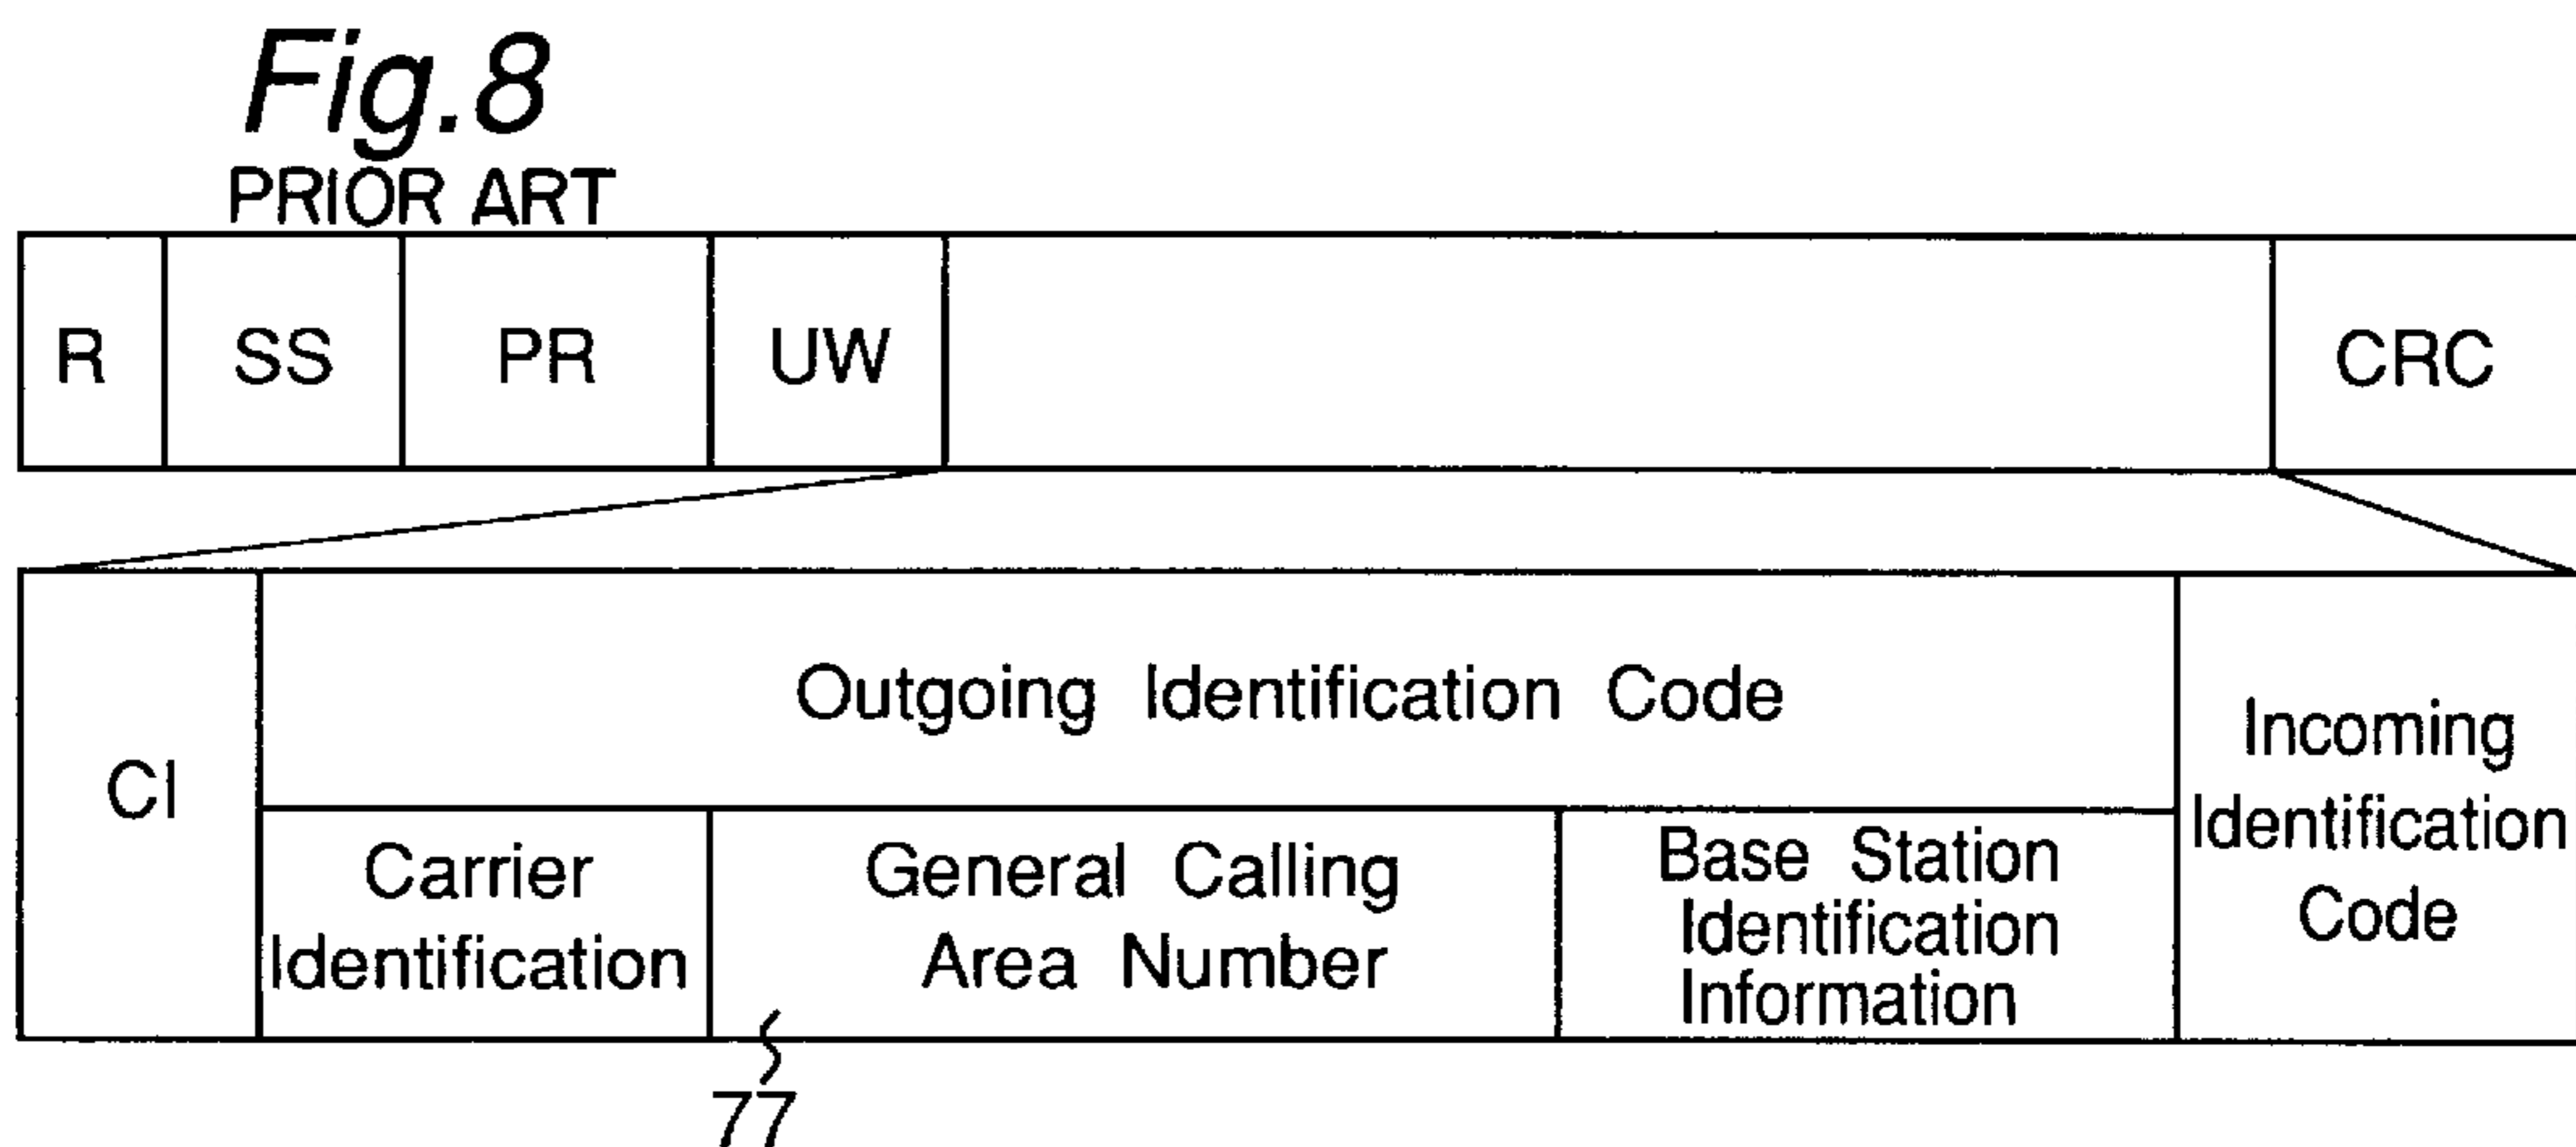 Fig.8
PRIOR ART
R SS PR UW CRC
CI
Outgoing Identification Code
Carrier
Identification
General Calling
Area Number
Base Station
Identification
Information
Incoming
Identification
Code
77